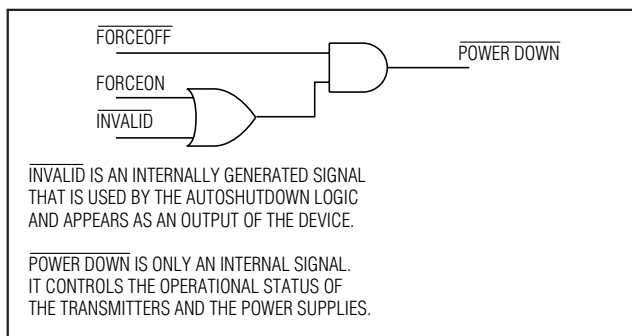 FORCEOFF
POWER DOWN
FORCEON
INVALID
INVALID IS AN INTERNALLY GENERATED SIGNAL
THAT IS USED BY THE AUTOSHUTDOWN LOGIC
AND APPEARS AS AN OUTPUT OF THE DEVICE.
POWER DOWN IS ONLY AN INTERNAL SIGNAL.
IT CONTROLS THE OPERATIONAL STATUS OF
THE TRANSMITTERS AND THE POWER SUPPLIES.